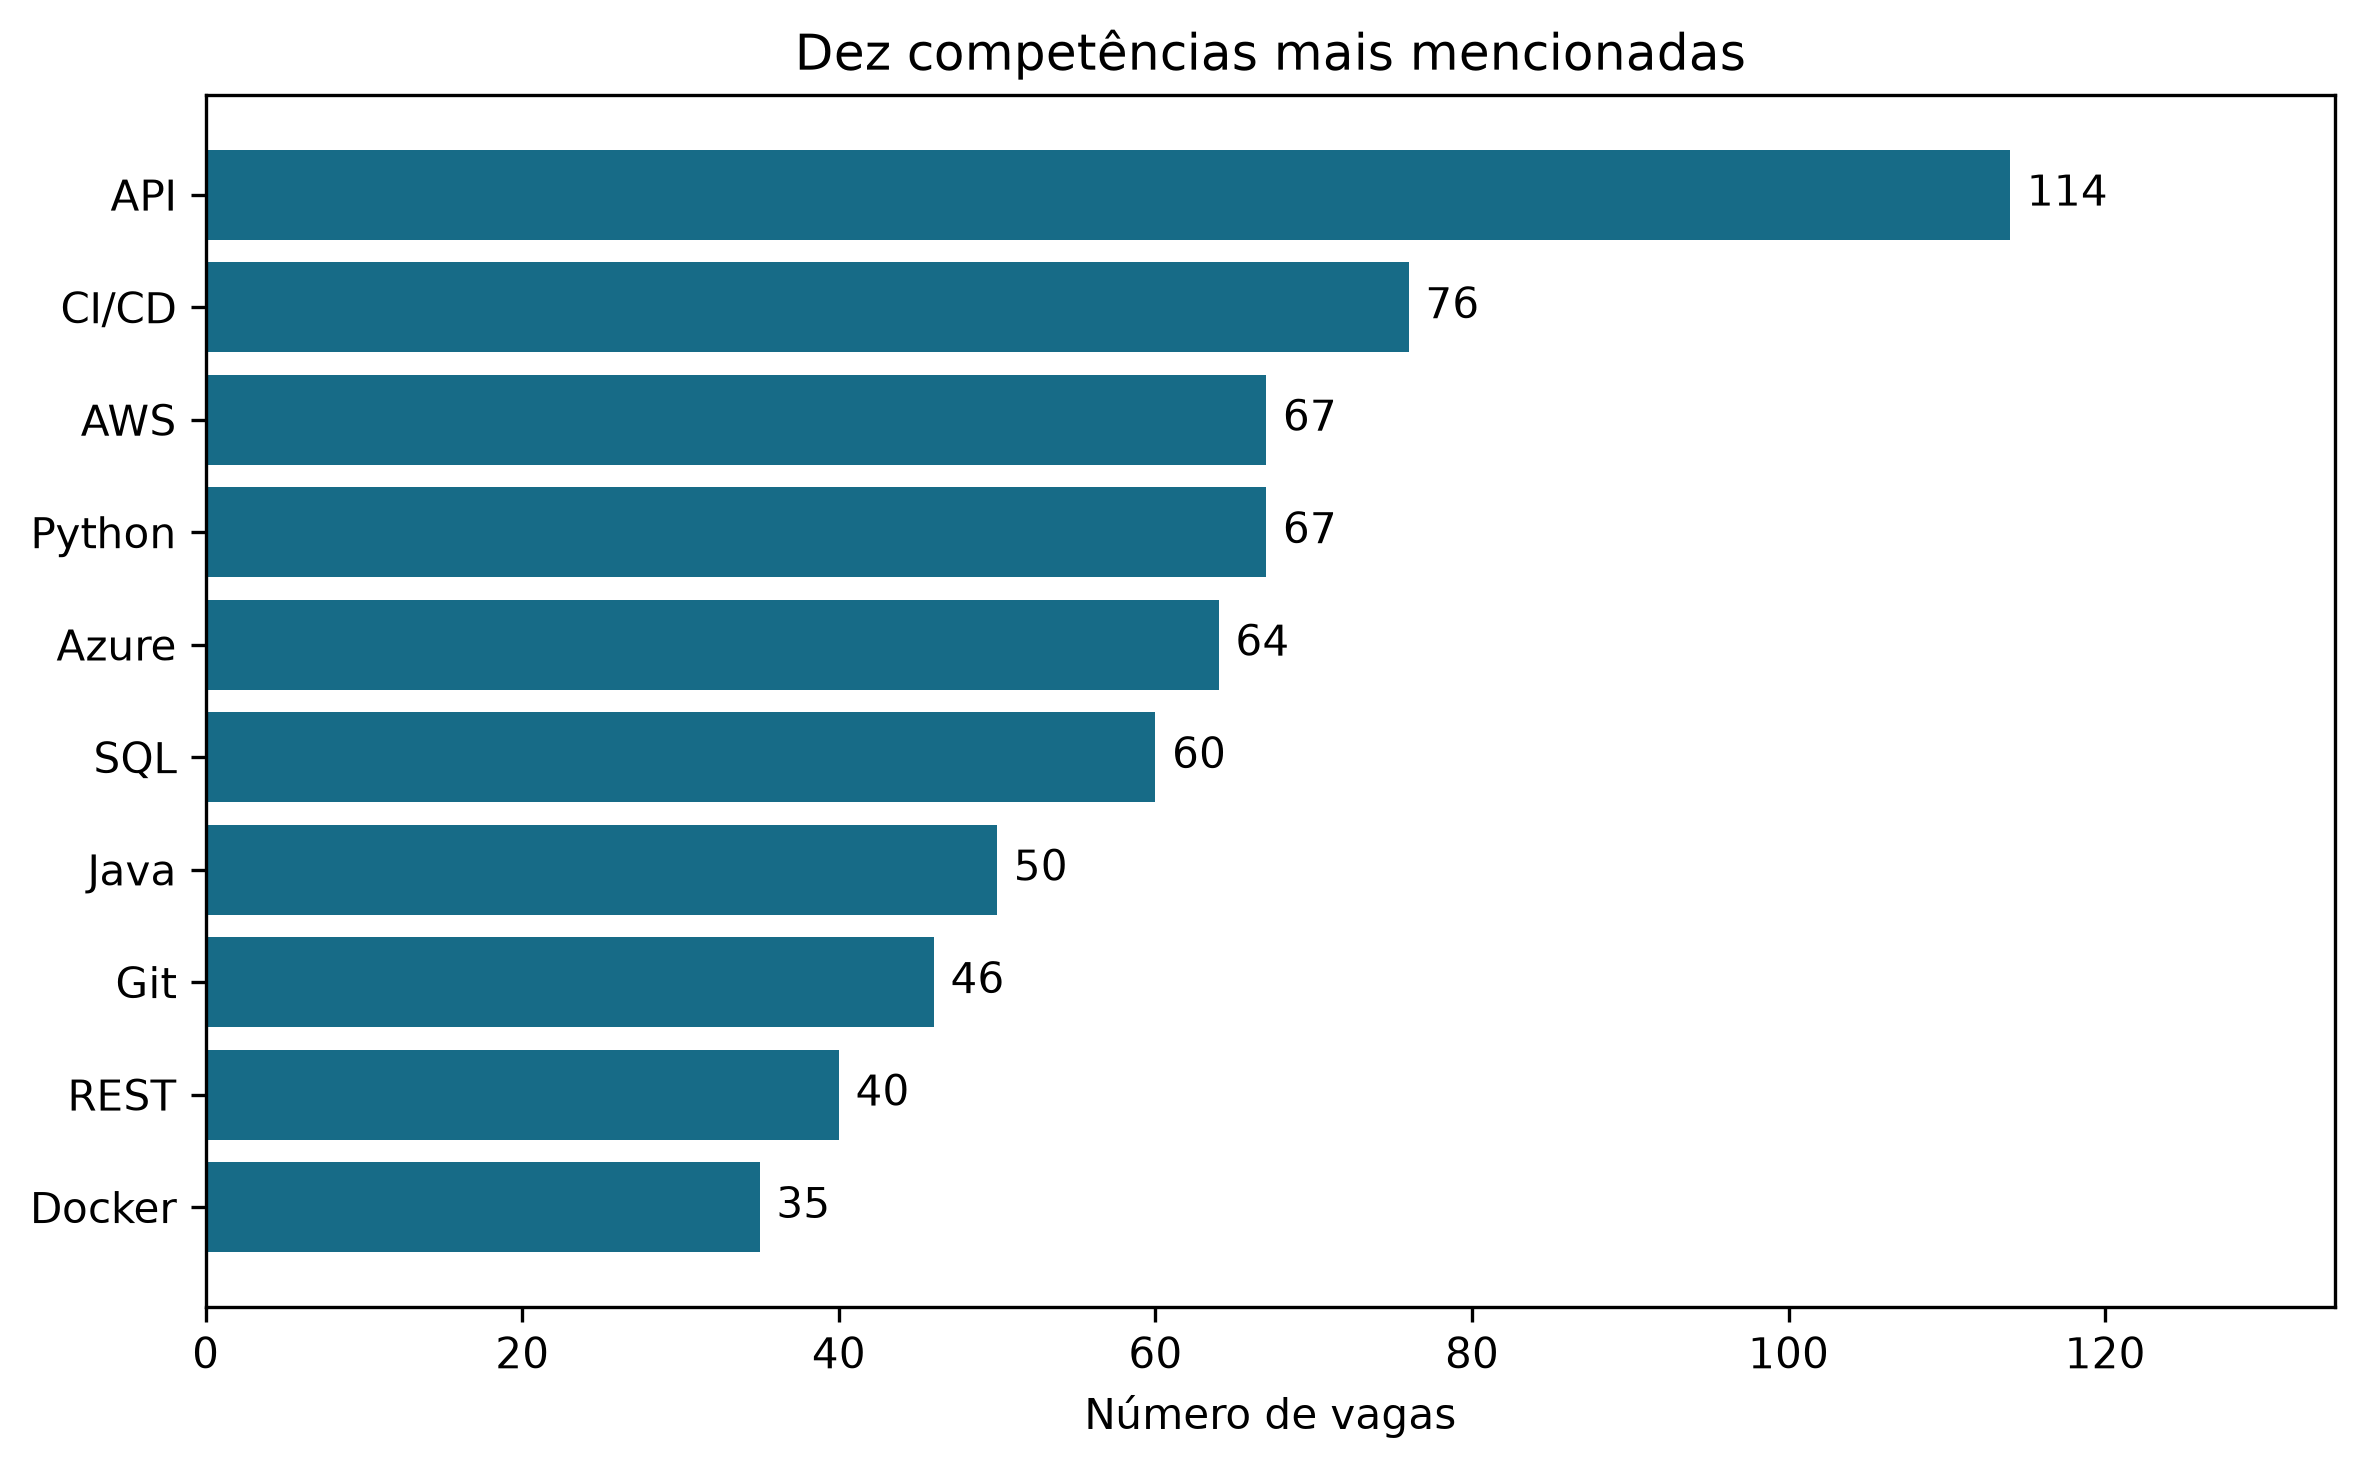 Dez competências mais mencionadas
API 114
CI/CD 76
AWS 67
Python 67
Azure 64
SQL 60
Java 50
Git 46
REST 40
Docker 35
0 20 40 60 80 100 120
Número de vagas